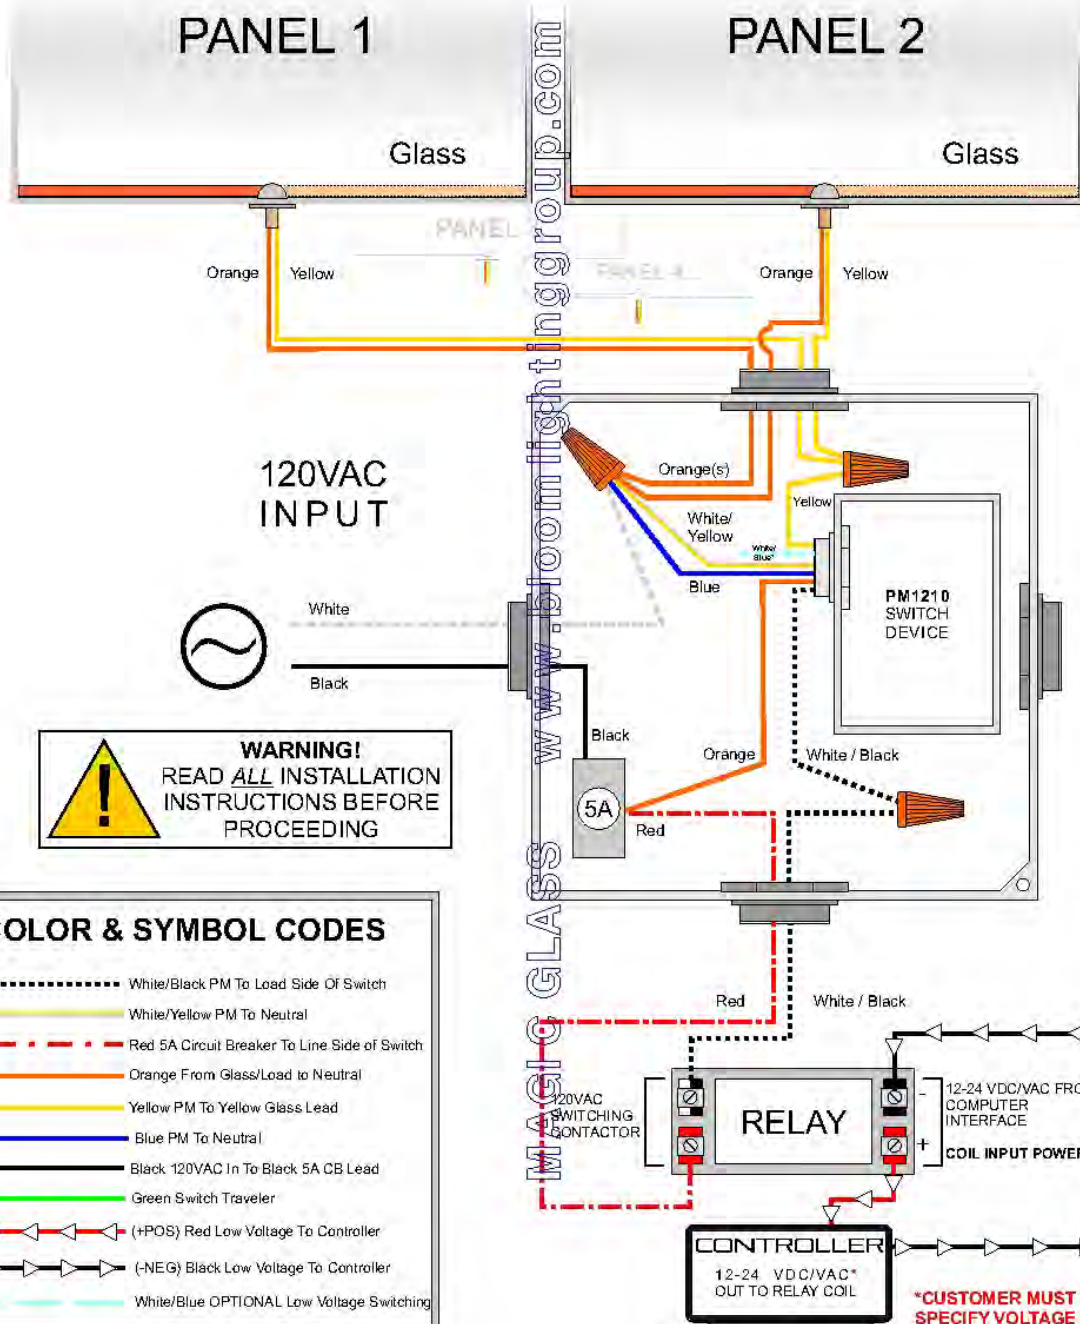 PANEL 1
PANEL 2
Glass
Glass
PANEL
PANEL 4
Orange
Yellow
Orange
Yellow
www.bloomlightinggroup.com
MAGIC GLASS
120VAC
INPUT
Orange(s)
White/
Yellow
Yellow
White/
Blue*
Blue
PM1210
SWITCH
DEVICE
White
Black
Black
Orange
White / Black
5A
Red
WARNING!
READ ALL INSTALLATION
INSTRUCTIONS BEFORE
PROCEEDING
OLOR & SYMBOL CODES
White/Black PM To Load Side Of Switch
White/Yellow PM To Neutral
Red 5A Circuit Breaker To Line Side of Switch
Orange From Glass/Load to Neutral
Yellow PM To Yellow Glass Lead
Blue PM To Neutral
Black 120VAC In To Black 5A CB Lead
Green Switch Traveler
(+POS) Red Low Voltage To Controller
(-NEG) Black Low Voltage To Controller
White/Blue OPTIONAL Low Voltage Switching
Red
White / Black
120VAC
SWITCHING
CONTACTOR
RELAY
-
+
12-24 VDC/VAC FRO
COMPUTER
INTERFACE
COIL INPUT POWER
CONTROLLER
12-24 VDC/VAC*
OUT TO RELAY COIL
*CUSTOMER MUST
SPECIFY VOLTAGE